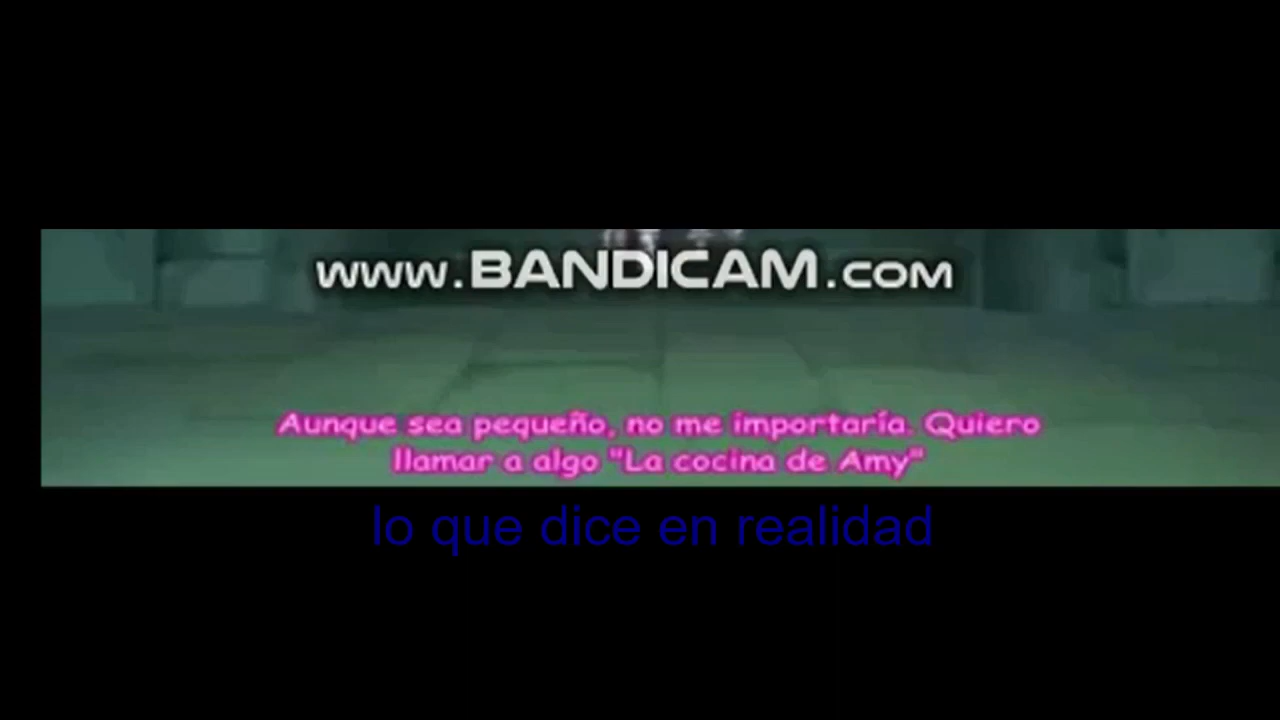 www.BANDICAM.COM
Aunque sea pequeño, no me importaría. Quiero
llamar a algo "La cocina de Amy"
lo que dice en realidad